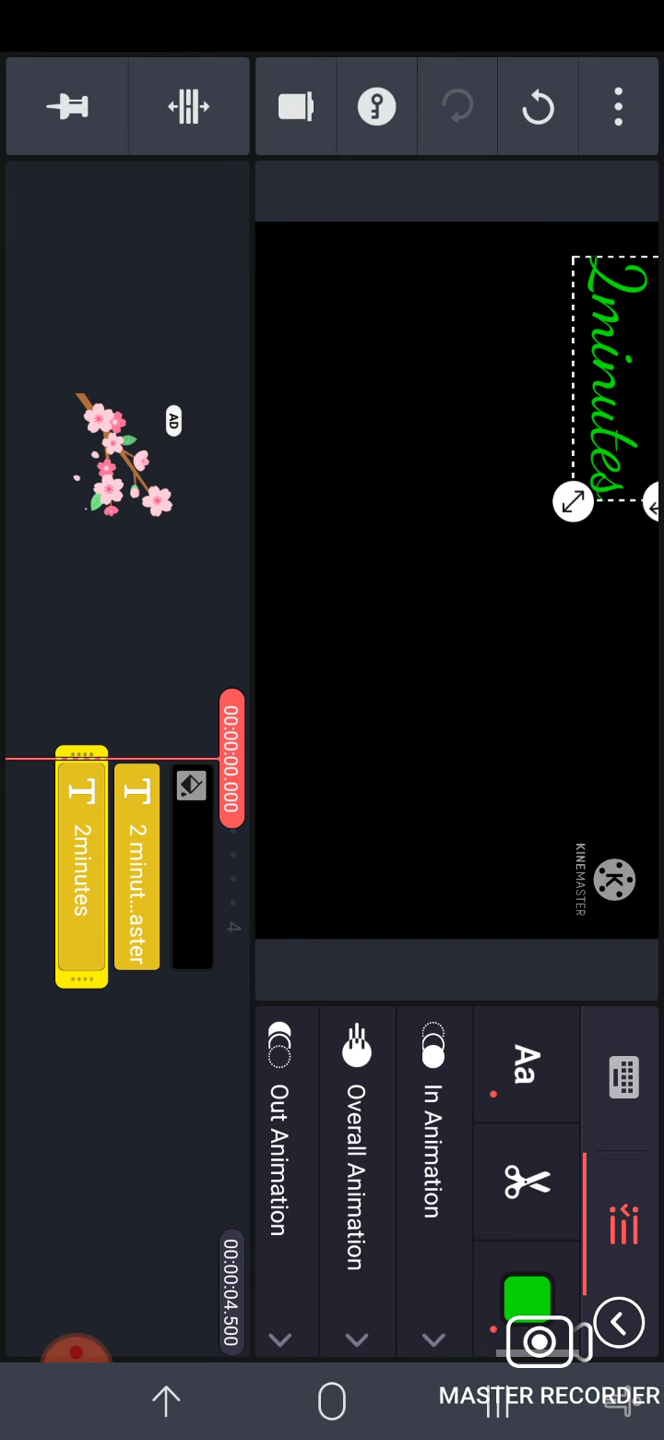 2minutes
K
KINEMASTER
Aa
In Animation
Overall Animation
Out Animation
AD
00:00:00.000
4
00:00:04.500
T 2 minut...aster
T 2minutes
MASTER RECORDER